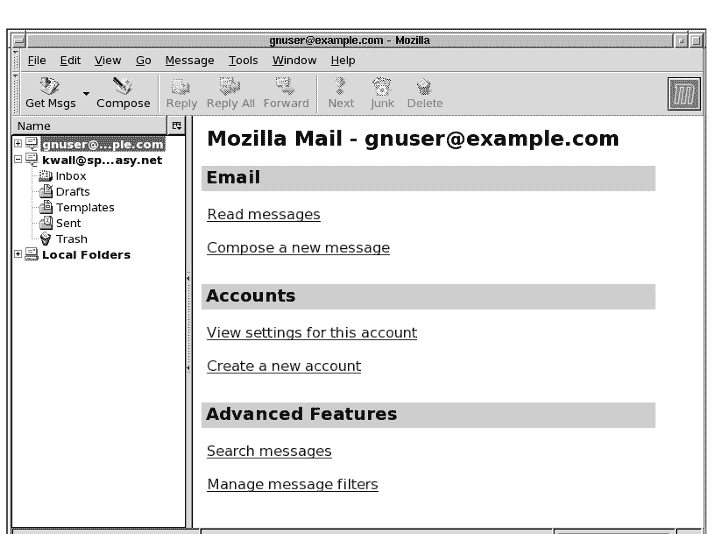 gnuser@example.com - Mozilla
File Edit View Go Message Tools Window Help
Get Msgs Compose Reply Reply All Forward Next Junk Delete
Name
gnuser@...ple.com
kwall@sp...asy.net
Inbox
Drafts
Templates
Sent
Trash
Local Folders
Mozilla Mail - gnuser@example.com
Email
Read messages
Compose a new message
Accounts
View settings for this account
Create a new account
Advanced Features
Search messages
Manage message filters